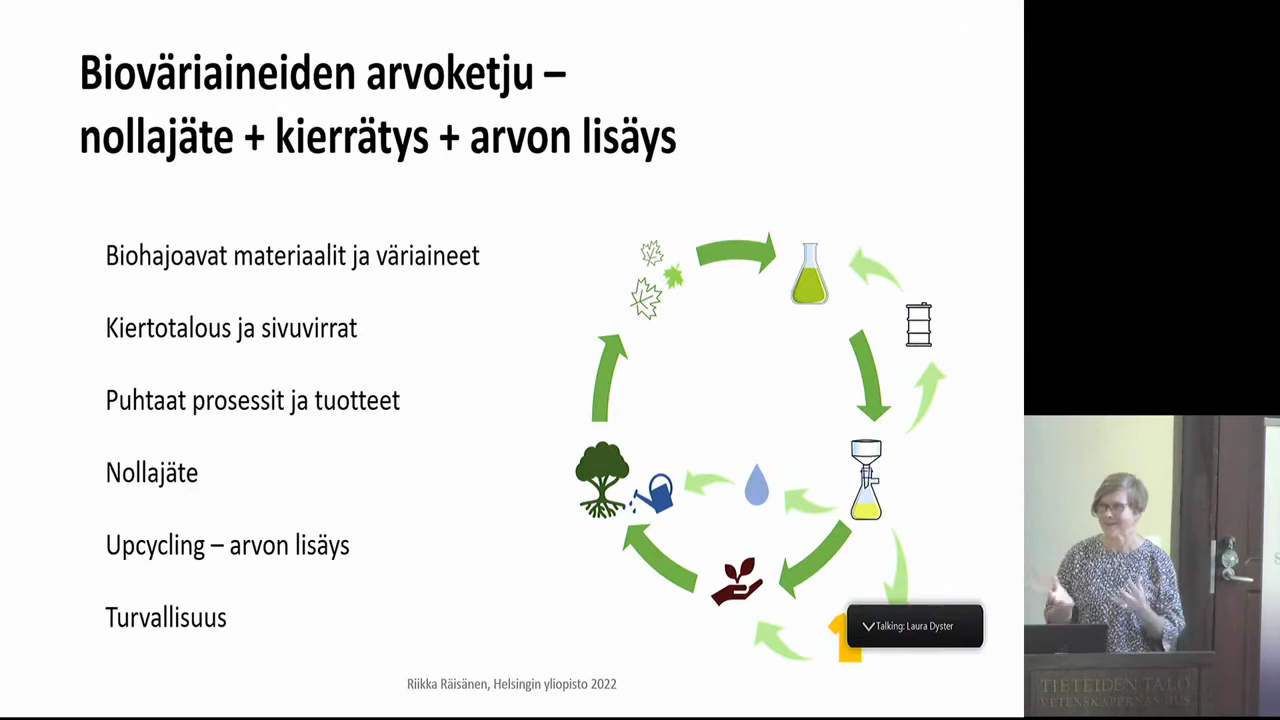 Bioväriaineiden arvoketju –
nollajäte + kierrätys + arvon lisäys
Biohajoavat materiaalit ja väriaineet
Kiertotalous ja sivuvirrat
Puhtaat prosessit ja tuotteet
Nollajäte
Upcycling – arvon lisäys
Turvallisuus
Talking: Laura Dyster
Riikka Räisänen, Helsingin yliopisto 2022
TIETEIDEN TALO
VETENSKAPERNAS HUS